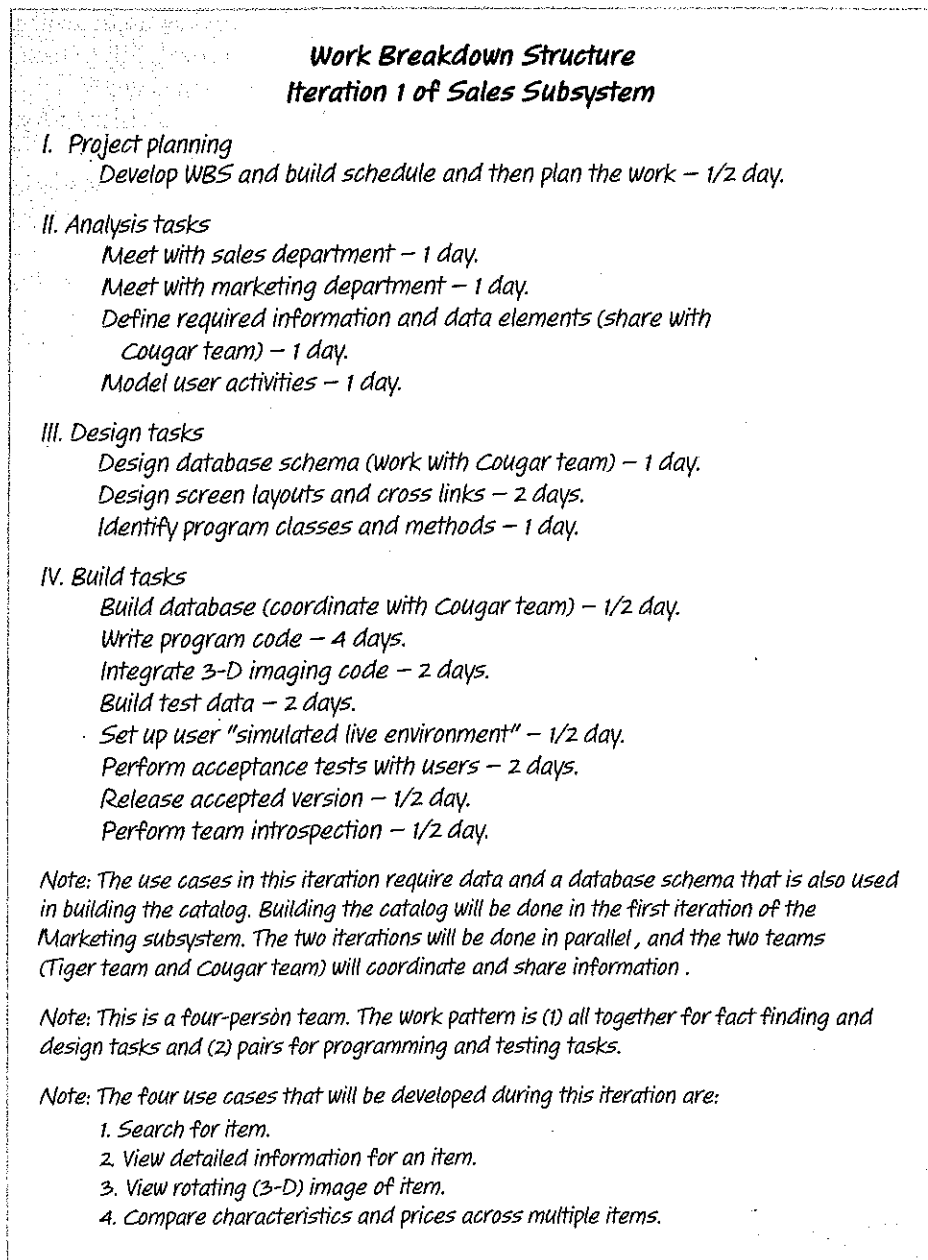 Work Breakdown Structure
Iteration 1 of Sales Subsystem
I. Project planning
Develop WBS and build schedule and then plan the work – 1/2 day.
II. Analysis tasks
Meet with sales department – 1 day.
Meet with marketing department – 1 day.
Define required information and data elements (share with
Cougar team) – 1 day.
Model user activities – 1 day.
III. Design tasks
Design database schema (work with Cougar team) – 1 day.
Design screen layouts and cross links – 2 days.
Identify program classes and methods – 1 day.
IV. Build tasks
Build database (coordinate with Cougar team) – 1/2 day.
Write program code – 4 days.
Integrate 3-D imaging code – 2 days.
Build test data – 2 days.
Set up user "simulated live environment" – 1/2 day.
Perform acceptance tests with users – 2 days.
Release accepted version – 1/2 day.
Perform team introspection – 1/2 day.
Note: The use cases in this iteration require data and a database schema that is also used
in building the catalog. Building the catalog will be done in the first iteration of the
Marketing subsystem. The two iterations will be done in parallel, and the two teams
(Tiger team and Cougar team) will coordinate and share information .
Note: This is a four-person team. The work pattern is (1) all together for fact finding and
design tasks and (2) pairs for programming and testing tasks.
Note: The four use cases that will be developed during this iteration are:
1. Search for item.
2. View detailed information for an item.
3. View rotating (3-D) image of item.
4. Compare characteristics and prices across multiple items.